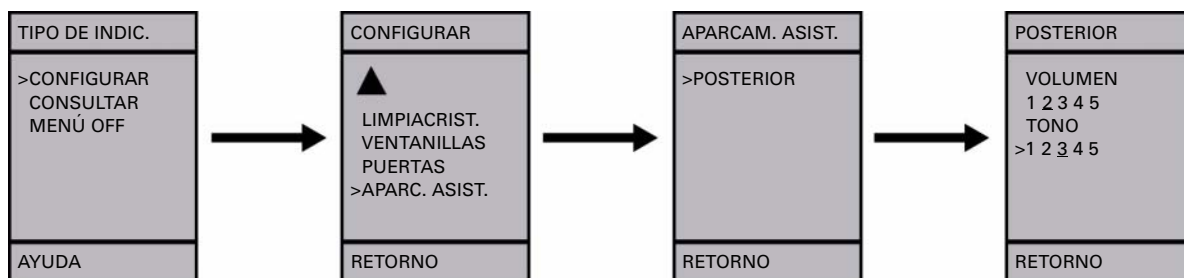 TIPO DE INDIC.
>CONFIGURAR
CONSULTAR
MENÚ OFF
AYUDA
CONFIGURAR
LIMPIACRIST.
VENTANILLAS
PUERTAS
>APARC. ASIST.
RETORNO
APARCAM. ASIST.
>POSTERIOR
RETORNO
POSTERIOR
VOLUMEN
1 2 3 4 5
TONO
>1 2 3 4 5
RETORNO